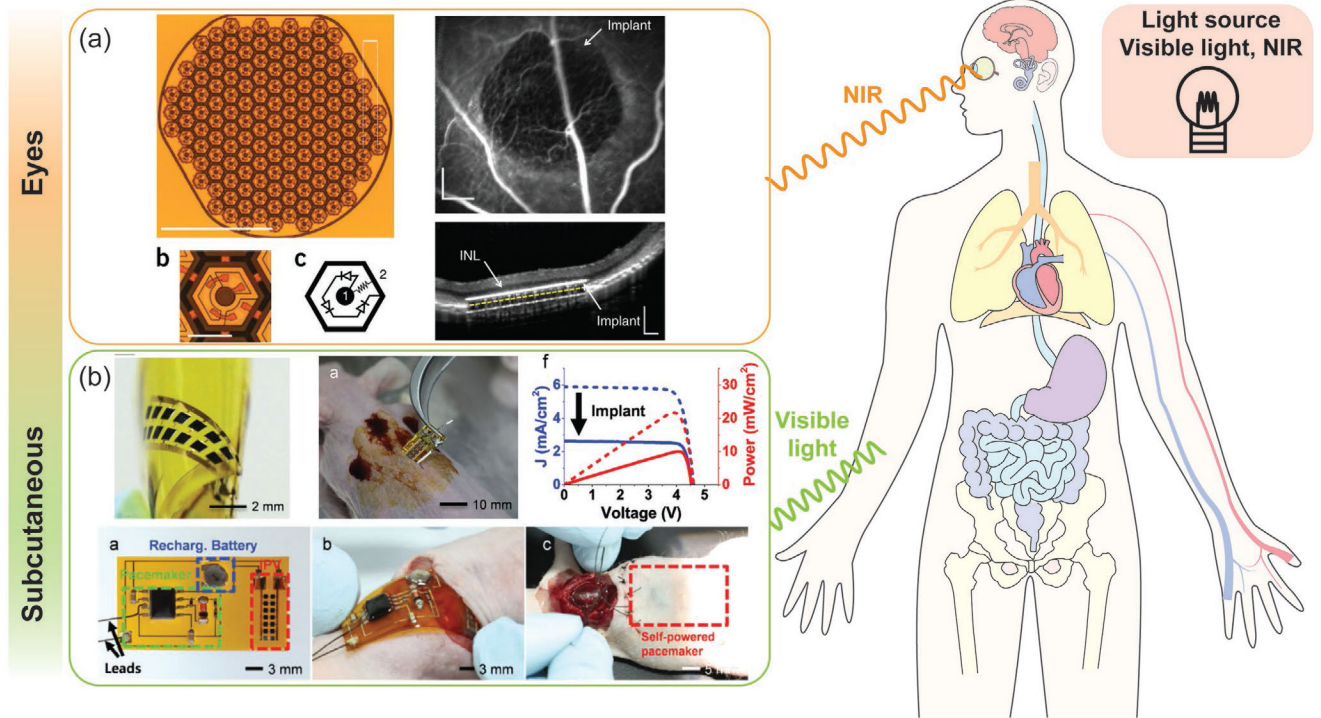 Eyes
Subcutaneous
(a)
Implant
b
c
1
2
INL
Implant
(b)
2 mm
a
10 mm
f
J (mA/cm²)
Power (mW/cm²)
Implant
6
4
2
0
30
20
10
0
0 1 2 3 4 5
Voltage (V)
a
Recharg. Battery
Pacemaker
IPV
Leads
3 mm
b
3 mm
c
Self-powered
pacemaker
5 mm
NIR
Visible
light
Light source
Visible light, NIR